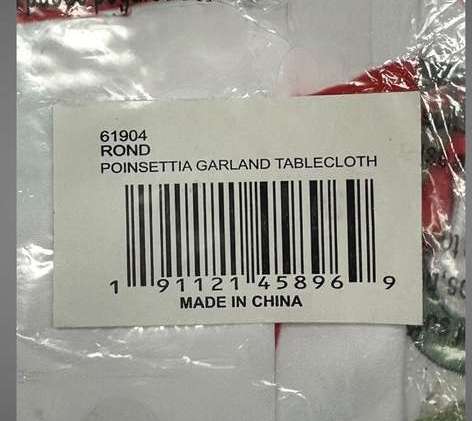 61904
ROND
POINSETTIA GARLAND TABLECLOTH
1 91121 45896 9
MADE IN CHINA